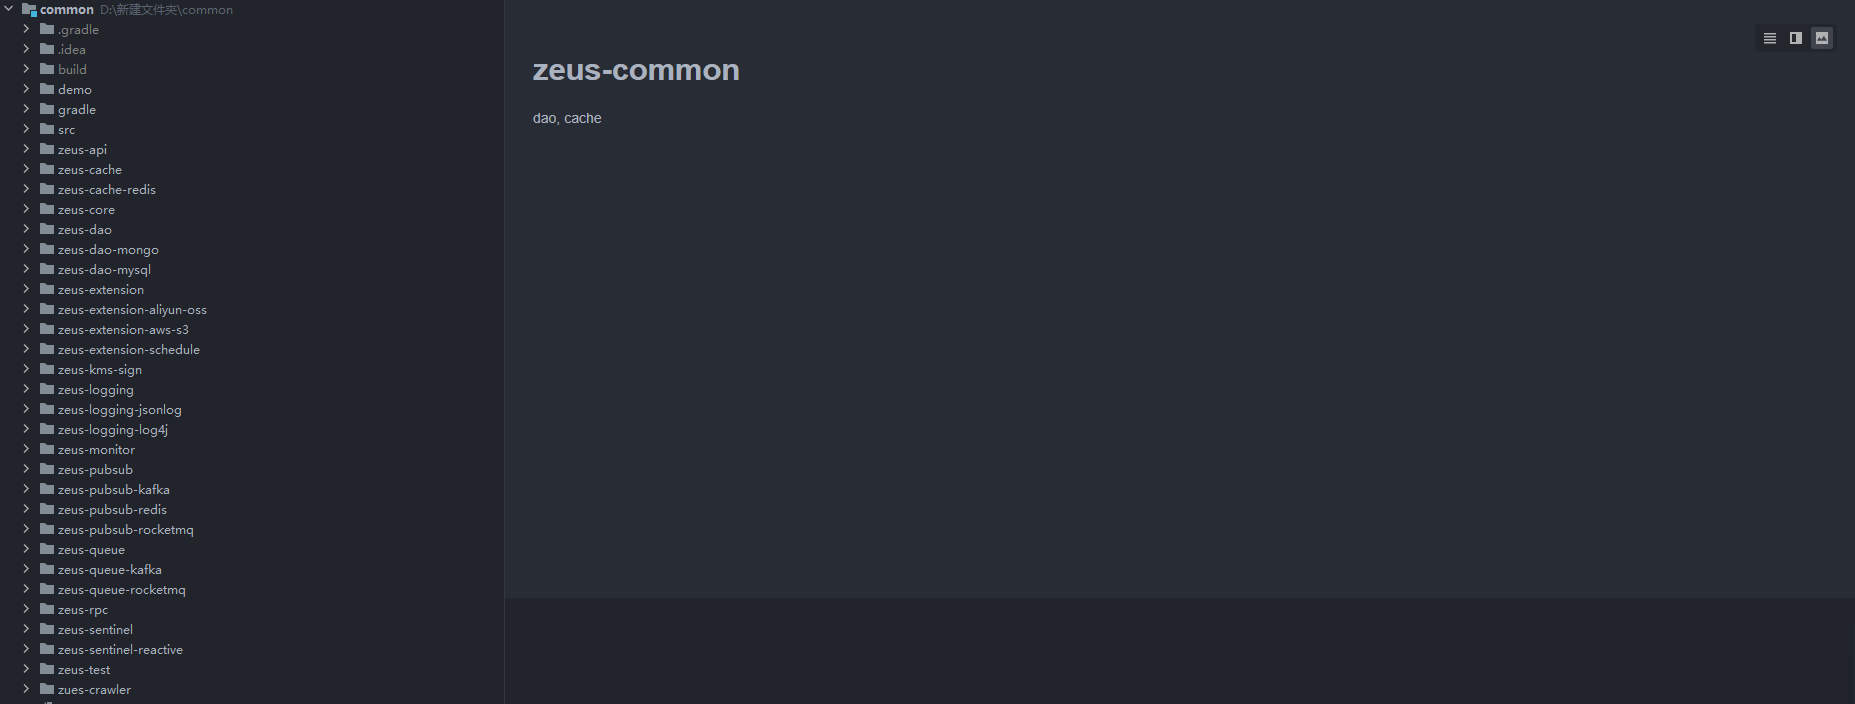 common D:\新建文件夹\common
.gradle
.idea
build
demo
gradle
src
zeus-api
zeus-cache
zeus-cache-redis
zeus-core
zeus-dao
zeus-dao-mongo
zeus-dao-mysql
zeus-extension
zeus-extension-aliyun-oss
zeus-extension-aws-s3
zeus-extension-schedule
zeus-kms-sign
zeus-logging
zeus-logging-jsonlog
zeus-logging-log4j
zeus-monitor
zeus-pubsub
zeus-pubsub-kafka
zeus-pubsub-redis
zeus-pubsub-rocketmq
zeus-queue
zeus-queue-kafka
zeus-queue-rocketmq
zeus-rpc
zeus-sentinel
zeus-sentinel-reactive
zeus-test
zues-crawler
zeus-common
dao, cache